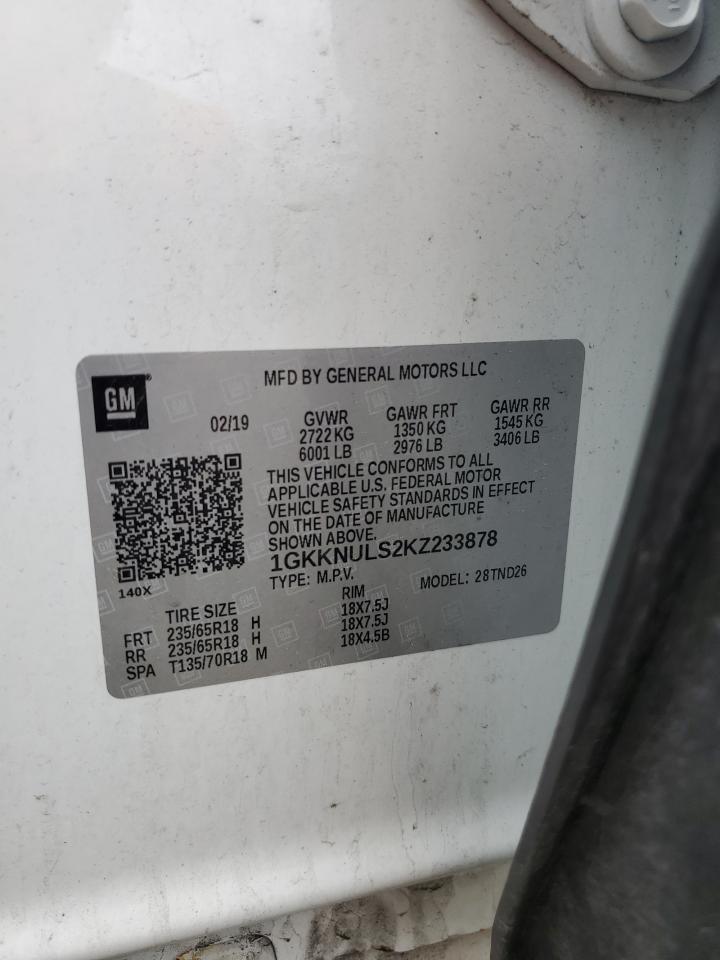 GM
MFD BY GENERAL MOTORS LLC
02/19
GVWR GAWR FRT GAWR RR
2722 KG 1350 KG 1545 KG
6001 LB 2976 LB 3406 LB
THIS VEHICLE CONFORMS TO ALL
APPLICABLE U.S. FEDERAL MOTOR
VEHICLE SAFETY STANDARDS IN EFFECT
ON THE DATE OF MANUFACTURE
SHOWN ABOVE.
1GKKNULS2KZ233878
TYPE: M.P.V. MODEL: 28TND26
140X
TIRE SIZE RIM
FRT 235/65R18 H 18X7.5J
RR 235/65R18 H 18X7.5J
SPA T135/70R18 M 18X4.5B